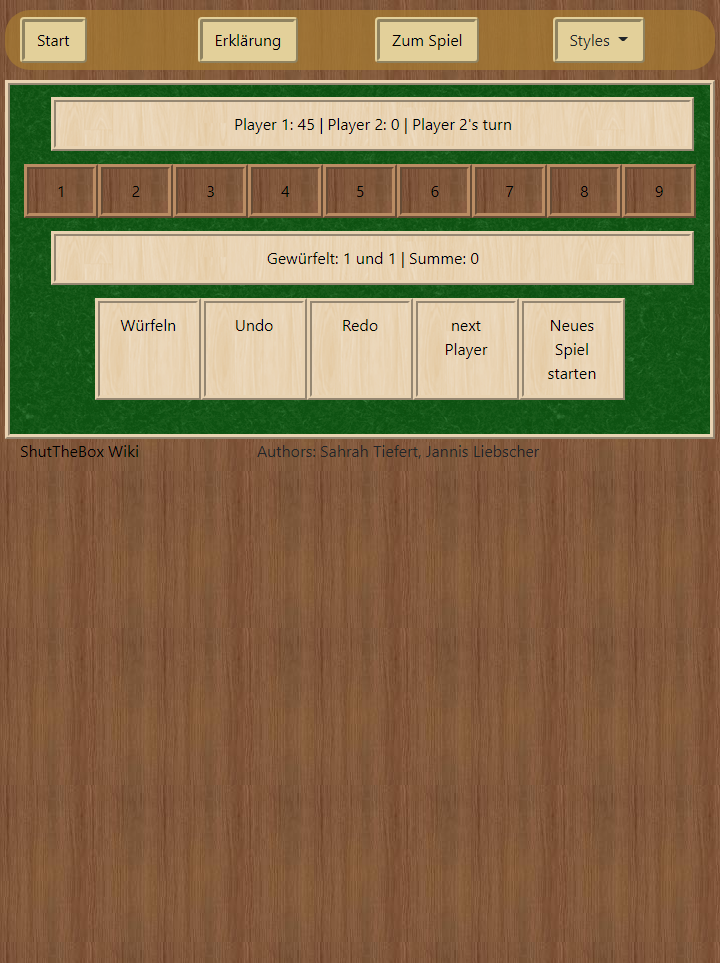 Start Erklärung Zum Spiel Styles
Player 1: 45 | Player 2: 0 | Player 2's turn
1 2 3 4 5 6 7 8 9
Gewürfelt: 1 und 1 | Summe: 0
Würfeln Undo Redo next Neues
Player Spiel
starten
ShutTheBox Wiki Authors: Sahrah Tiefert, Jannis Liebscher